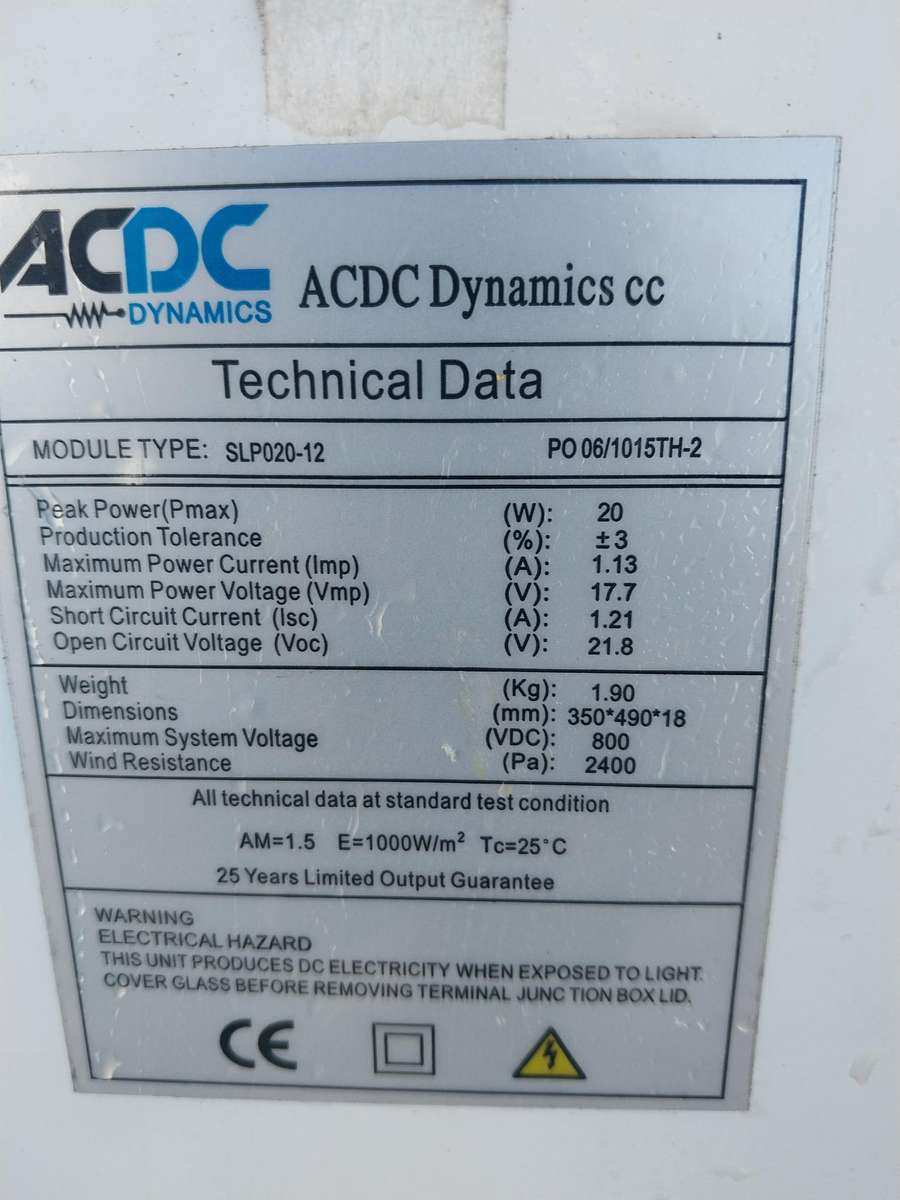 ACDC
DYNAMICS
ACDC Dynamics cc
Technical Data
MODULE TYPE: SLP020-12 PO 06/1015TH-2
Peak Power(Pmax) (W): 20
Production Tolerance (%): ±3
Maximum Power Current (Imp) (A): 1.13
Maximum Power Voltage (Vmp) (V): 17.7
Short Circuit Current (Isc) (A): 1.21
Open Circuit Voltage (Voc) (V): 21.8
Weight (Kg): 1.90
Dimensions (mm): 350*490*18
Maximum System Voltage (VDC): 800
Wind Resistance (Pa): 2400
All technical data at standard test condition
AM=1.5 E=1000W/m² Tc=25°C
25 Years Limited Output Guarantee
WARNING
ELECTRICAL HAZARD
THIS UNIT PRODUCES DC ELECTRICITY WHEN EXPOSED TO LIGHT.
COVER GLASS BEFORE REMOVING TERMINAL JUNC TION BOX LID.
CE